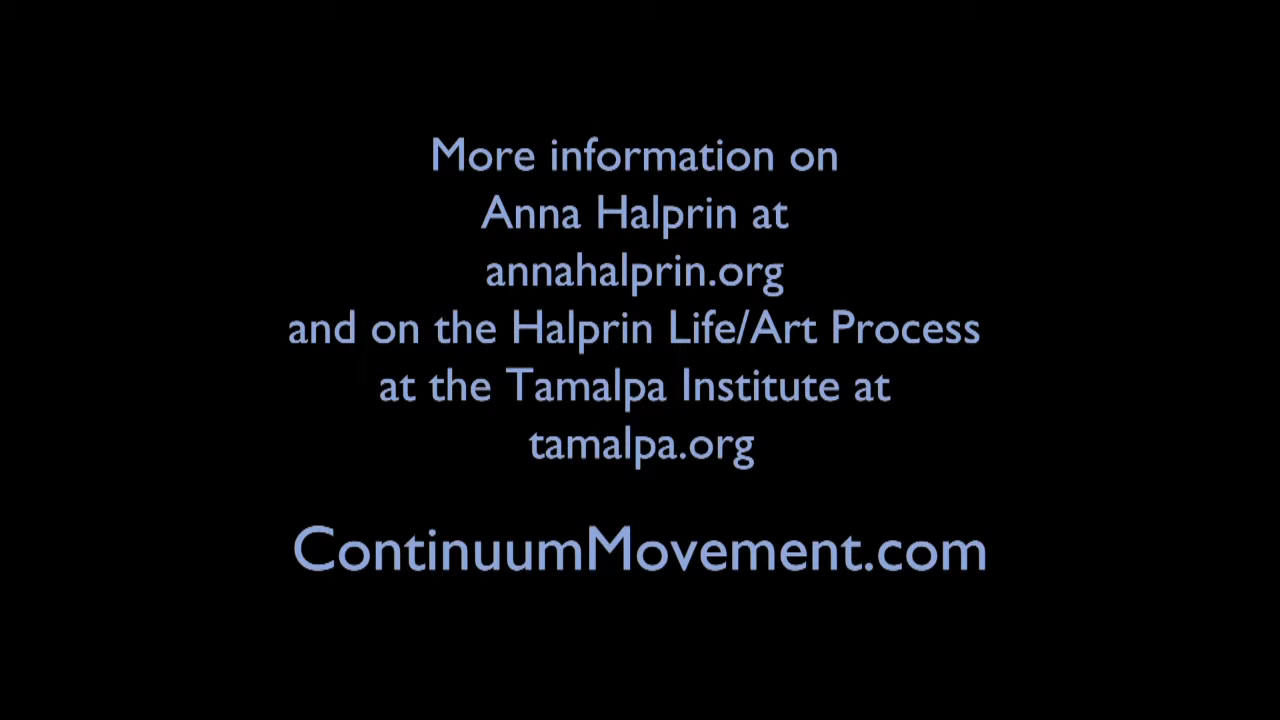 More information on
Anna Halprin at
annahalprin.org
and on the Halprin Life/Art Process
at the Tamalpa Institute at
tamalpa.org
ContinuumMovement.com